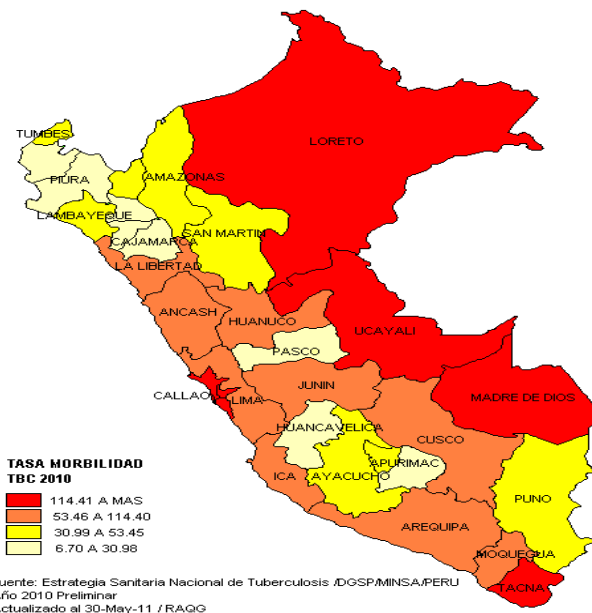 LORETO
TUMBES
PIURA
AMAZONAS
LAMBAYEQUE
SAN MARTIN
CAJAMARCA
LA LIBERTAD
ANCASH
HUANUCO
UCAYALI
PASCO
CALLAO
LIMA
JUNIN
MADRE DE DIOS
HUANCAVELICA
CUSCO
APURIMAC
ICA
AYACUCHO
PUNO
AREQUIPA
MOQUEGUA
TACNA
TASA MORBILIDAD
TBC 2010
114.41 A MAS
53.46 A 114.40
30.99 A 53.45
6.70 A 30.98
uente: Estrategia Sanitaria Nacional de Tuberculosis /DGSP/MINSA/PERU
ño 2010 Preliminar
ctualizado al 30-May-11 / RAQG